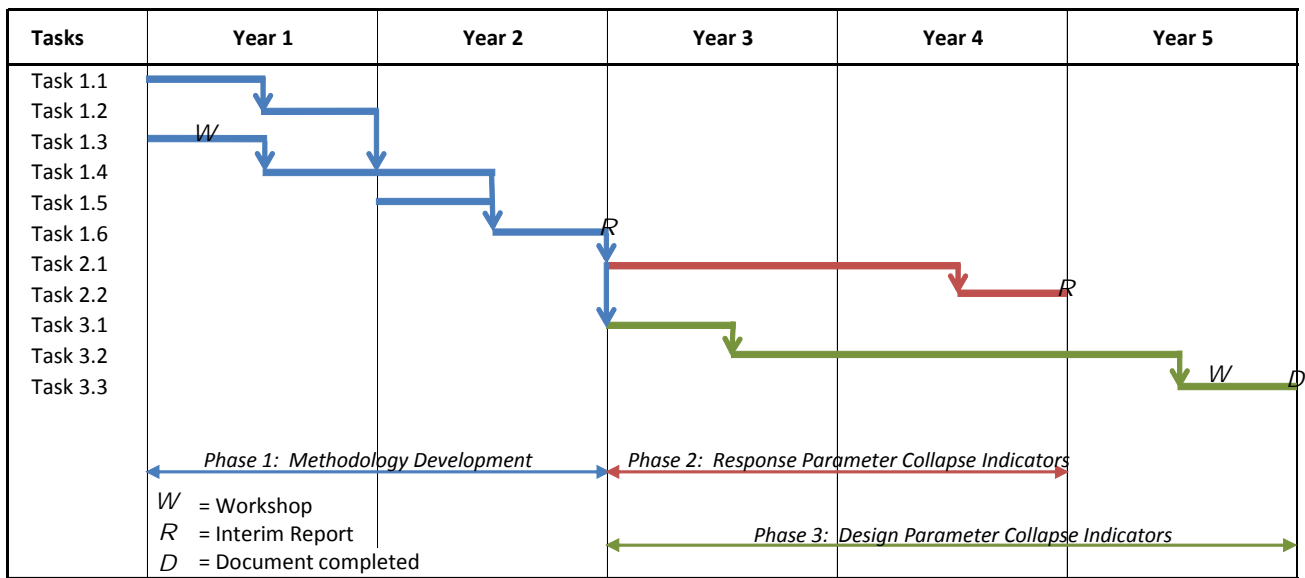 Tasks Year 1 Year 2 Year 3 Year 4 Year 5
Task 1.1
Task 1.2
Task 1.3 W
Task 1.4
Task 1.5
Task 1.6 R
Task 2.1
Task 2.2 R
Task 3.1
Task 3.2
Task 3.3 W D
Phase 1: Methodology Development Phase 2: Response Parameter Collapse Indicators
W = Workshop
R = Interim Report
Phase 3: Design Parameter Collapse Indicators
D = Document completed